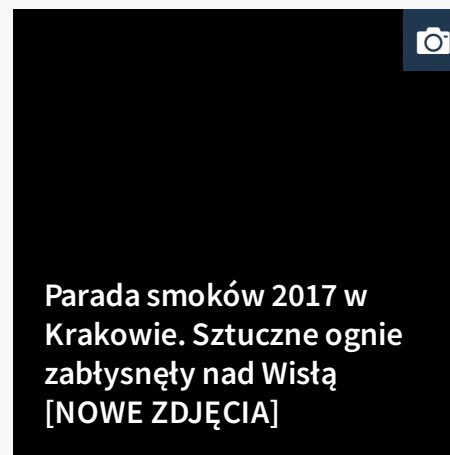 Parada smoków 2017 w
Krakowie. Sztuczne ognie
zabłysnęły nad Wisłą
[NOWE ZDJĘCIA]